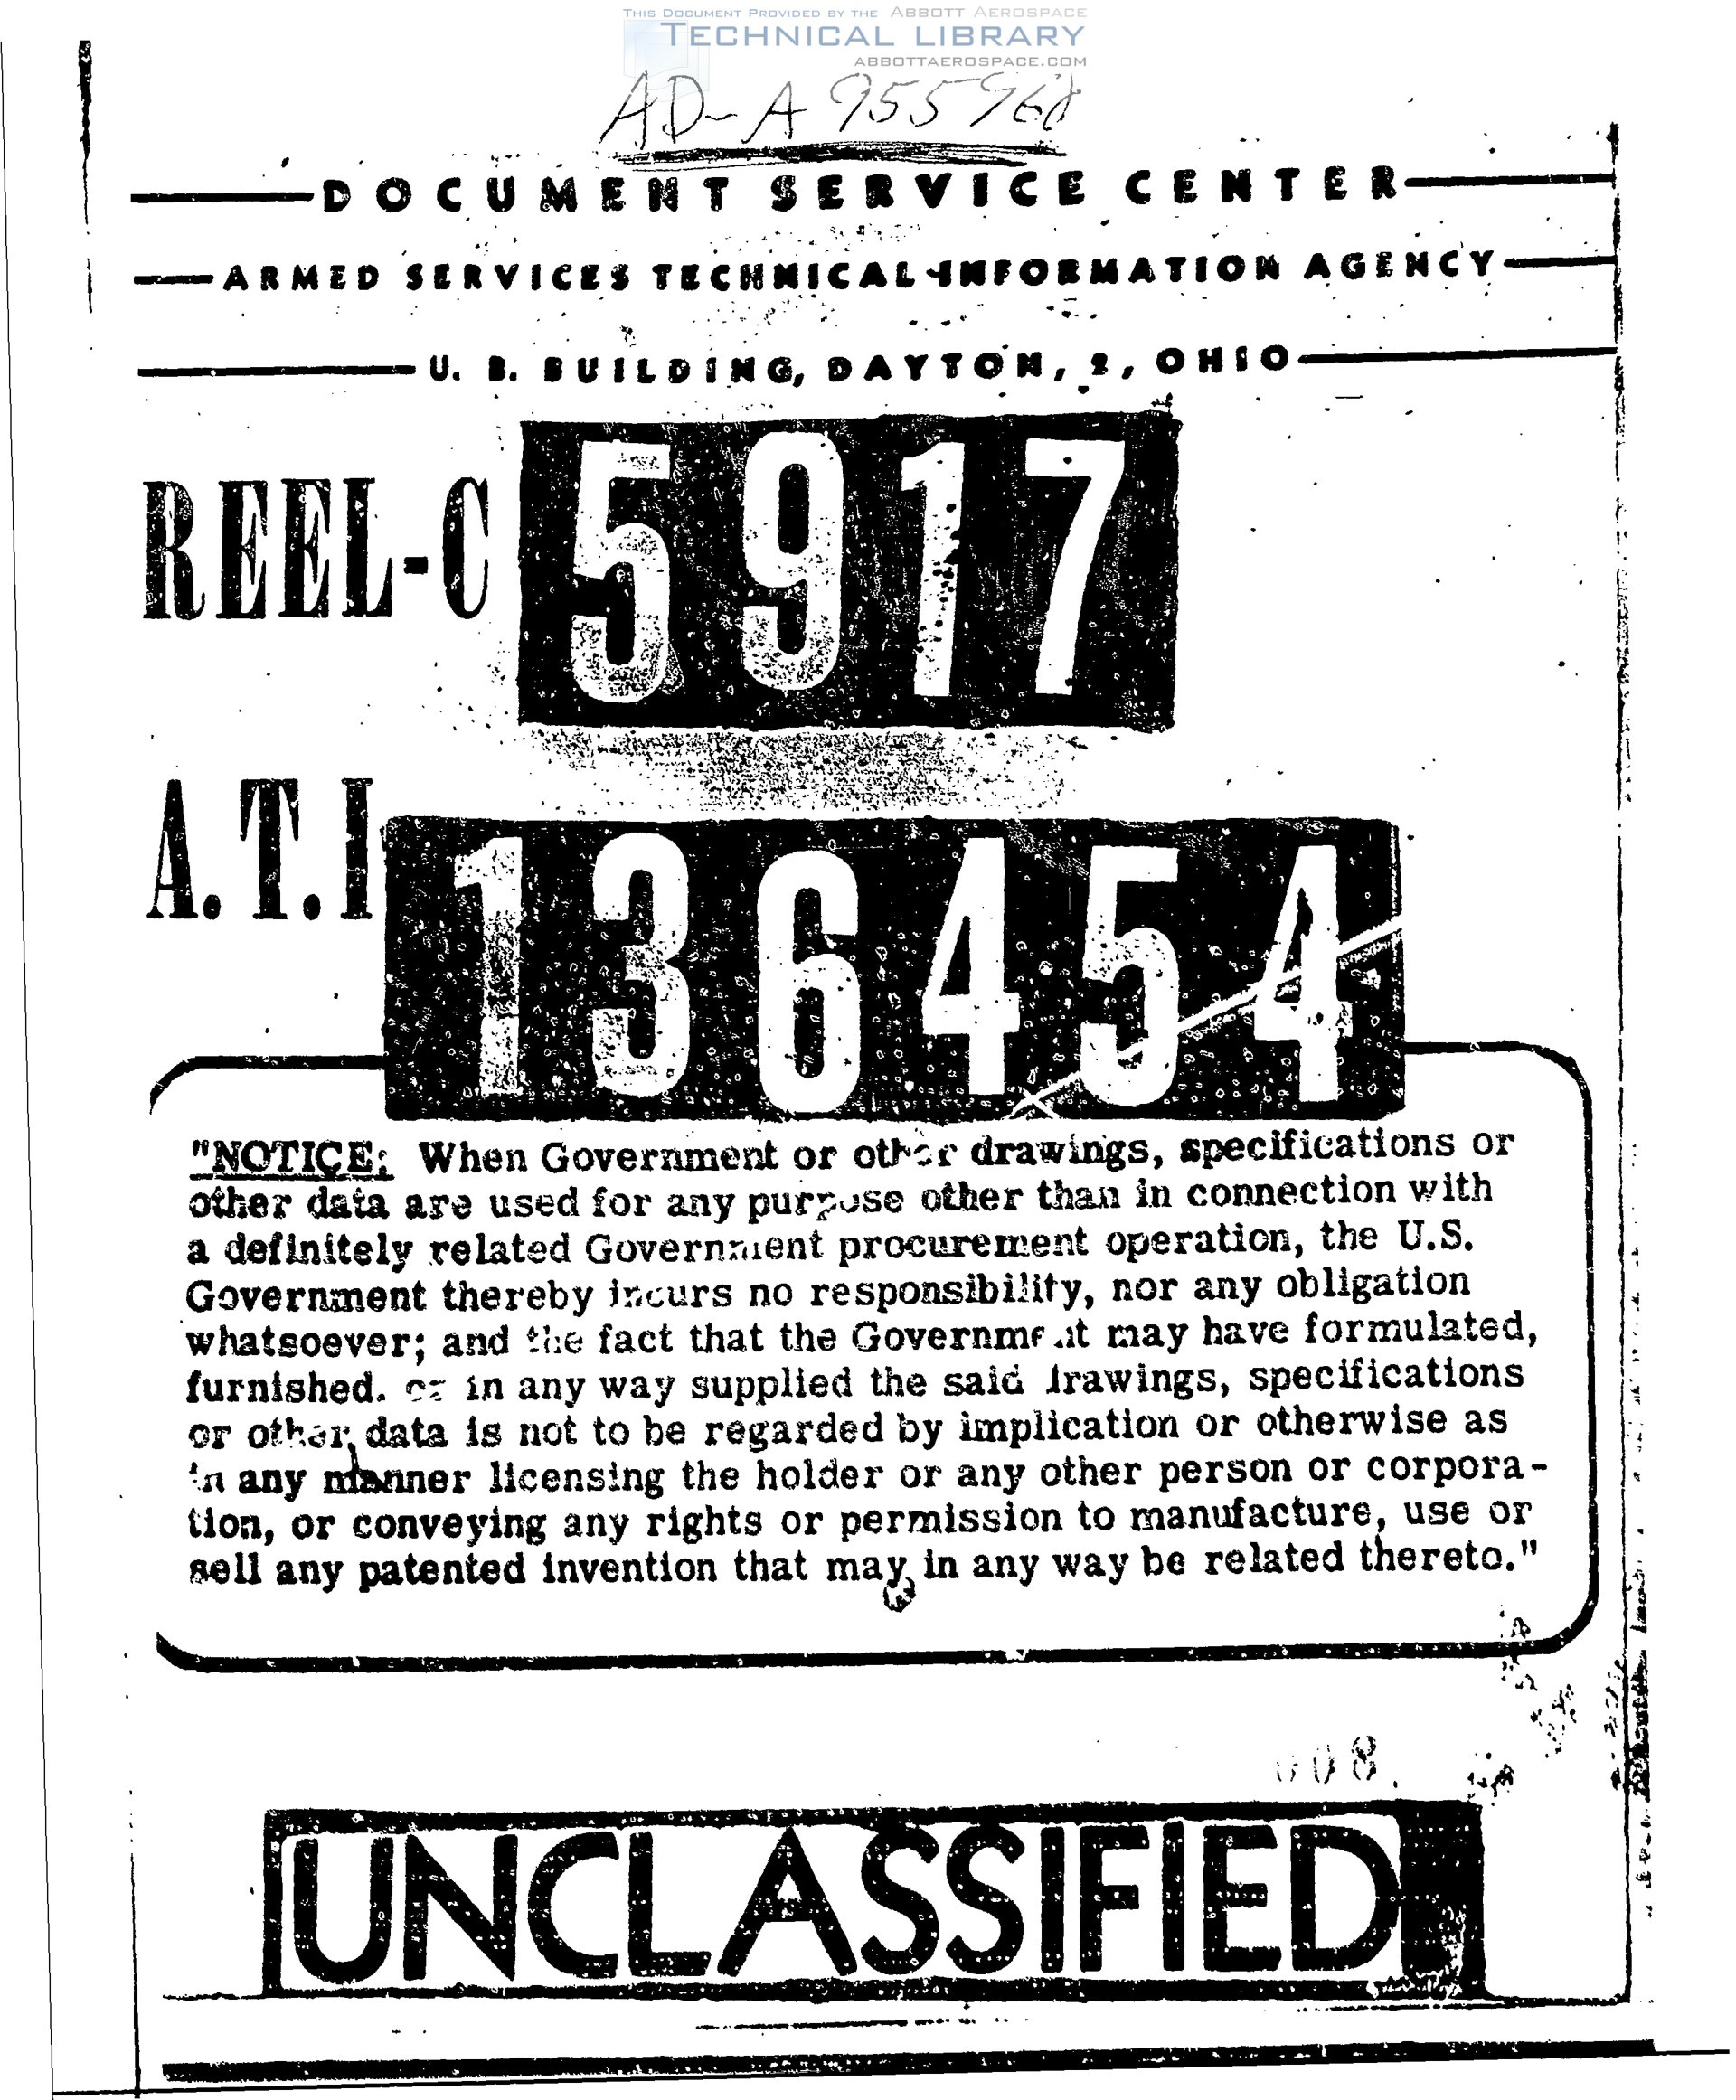 THIS DOCUMENT PROVIDED BY THE ABBOTT AEROSPACE
TECHNICAL LIBRARY
ABBOTTAEROSPACE.COM
AD-A955968
DOCUMENT SERVICE CENTER
ARMED SERVICES TECHNICAL INFORMATION AGENCY
U. B. BUILDING, DAYTON, 2, OHIO
REEL-C 5917
A.T.I 136454
"NOTICE: When Government or other drawings, specifications or
other data are used for any purpose other than in connection with
a definitely related Government procurement operation, the U.S.
Government thereby incurs no responsibility, nor any obligation
whatsoever; and the fact that the Government may have formulated,
furnished. or in any way supplied the said drawings, specifications
or other data is not to be regarded by implication or otherwise as
in any manner licensing the holder or any other person or corpora-
tion, or conveying any rights or permission to manufacture, use or
sell any patented invention that may in any way be related thereto."
008
UNCLASSIFIED